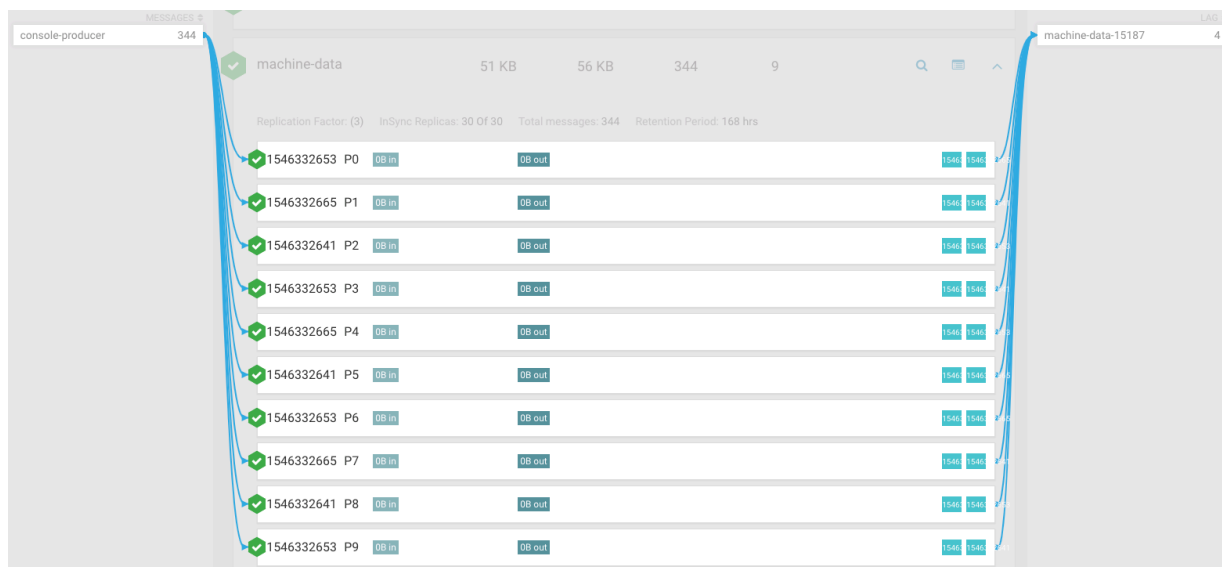 MESSAGES LAG
console-producer 344 machine-data-15187 4
machine-data 51 KB 56 KB 344 9
Replication Factor: (3) InSync Replicas: 30 Of 30 Total messages: 344 Retention Period: 168 hrs
1546332653 P0 0B in 0B out
1546332665 P1 0B in 0B out
1546332641 P2 0B in 0B out
1546332653 P3 0B in 0B out
1546332665 P4 0B in 0B out
1546332641 P5 0B in 0B out
1546332653 P6 0B in 0B out
1546332665 P7 0B in 0B out
1546332641 P8 0B in 0B out
1546332653 P9 0B in 0B out